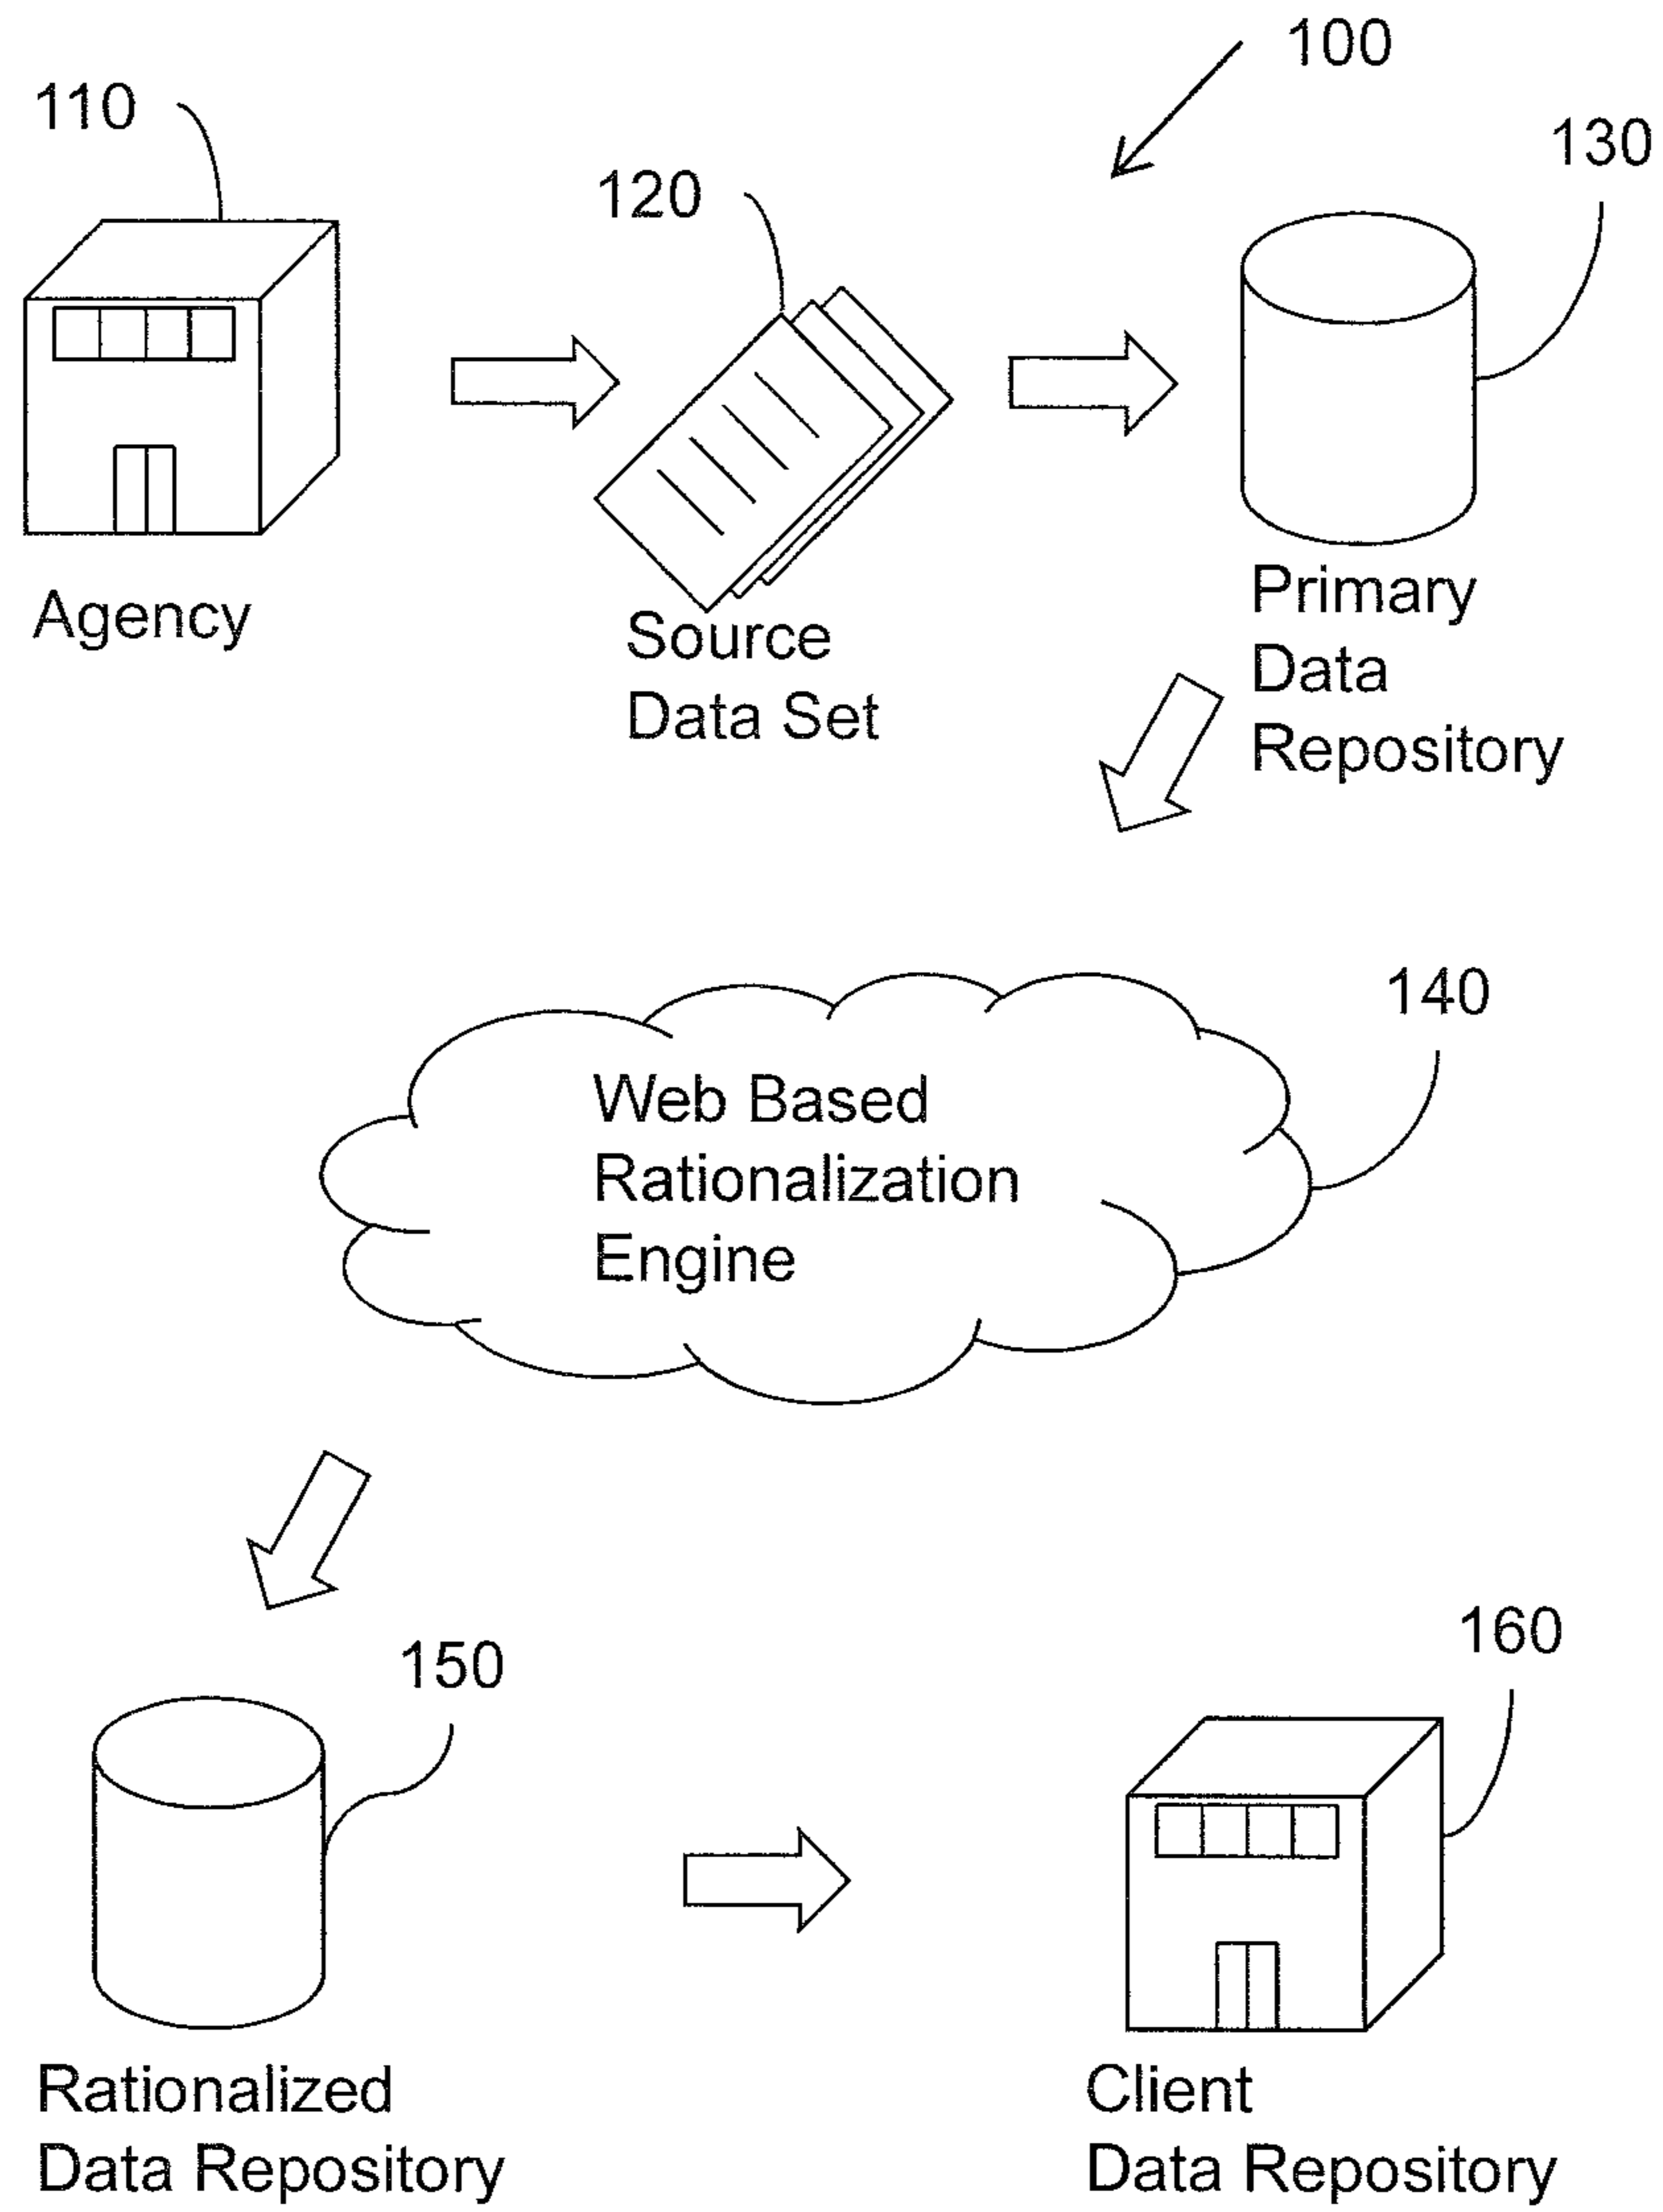 100
110
130
120
Agency
Source
Data Set
Primary
Data
Repository
140
Web Based
Rationalization
Engine
150
160
Rationalized
Data Repository
Client
Data Repository